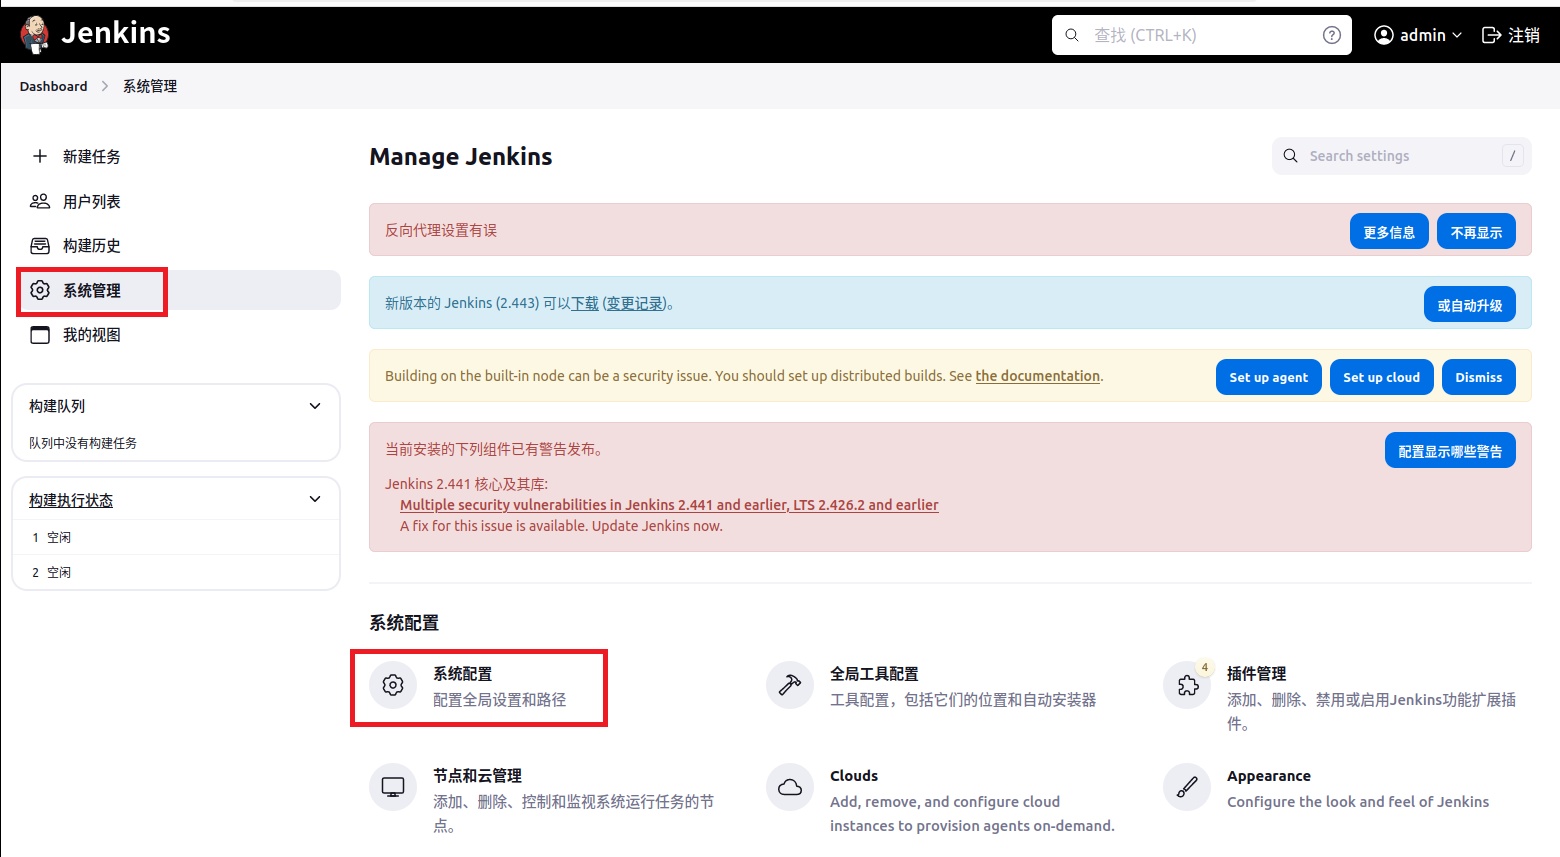 Jenkins
查找 (CTRL+K)
?
admin
注销
Dashboard
系统管理
新建任务
用户列表
构建历史
系统管理
我的视图
构建队列
队列中没有构建任务
构建执行状态
1 空闲
2 空闲
Manage Jenkins
Search settings
/
反向代理设置有误
更多信息
不再显示
新版本的 Jenkins (2.443) 可以下载 (变更记录)。
或自动升级
Building on the built-in node can be a security issue. You should set up distributed builds. See the documentation.
Set up agent
Set up cloud
Dismiss
当前安装的下列组件已有警告发布。
配置显示哪些警告
Jenkins 2.441 核心及其库:
Multiple security vulnerabilities in Jenkins 2.441 and earlier, LTS 2.426.2 and earlier
A fix for this issue is available. Update Jenkins now.
系统配置
系统配置
配置全局设置和路径
全局工具配置
工具配置，包括它们的位置和自动安装器
4
插件管理
添加、删除、禁用或启用Jenkins功能扩展插
件。
节点和云管理
添加、删除、控制和监视系统运行任务的节
点。
Clouds
Add, remove, and configure cloud
instances to provision agents on-demand.
Appearance
Configure the look and feel of Jenkins